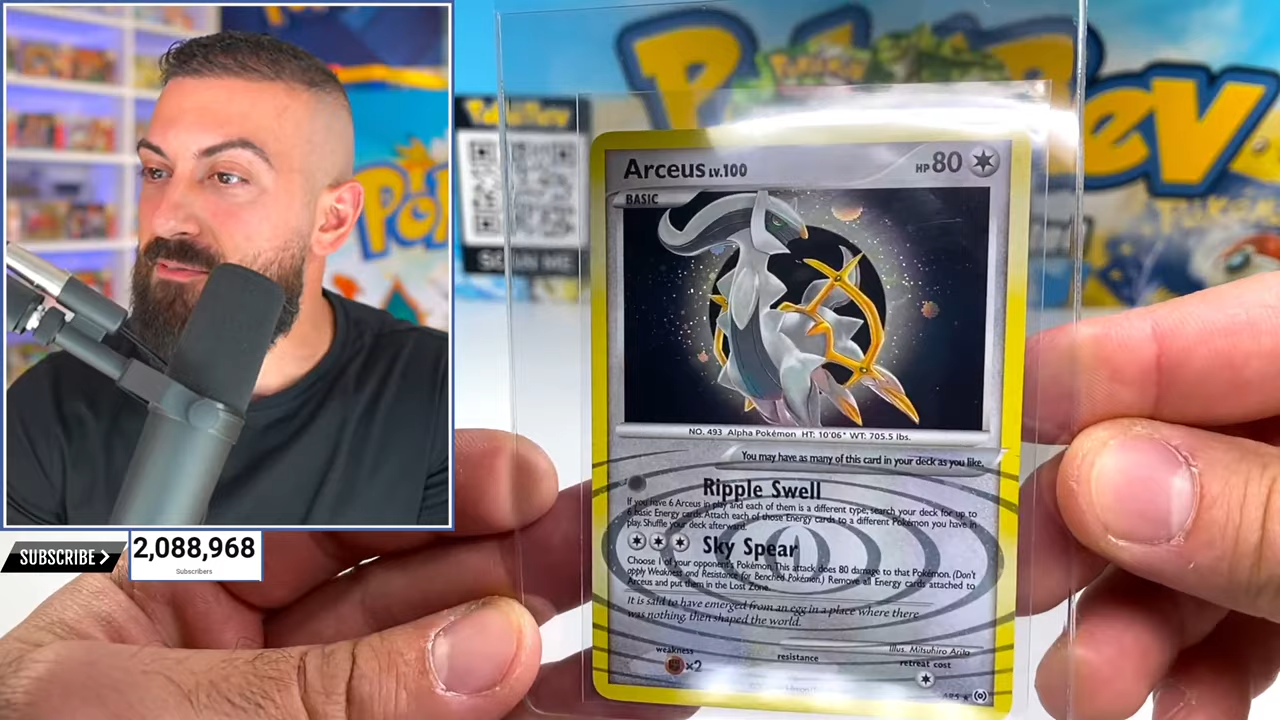 PokeRev
SCAN ME
Pokémon
Arceus LV.100
HP 80
BASIC
NO. 493 Alpha Pokémon HT: 10'06" WT: 705.5 lbs.
You may have as many of this card in your deck as you like.
Ripple Swell
If you have 6 Arceus in play and each of them is a different type, search your deck for up to
6 basic Energy cards. Attach each of those Energy cards to a different Pokémon you have in
play. Shuffle your deck afterward.
Sky Spear
Choose 1 of your opponent's Pokémon. This attack does 80 damage to that Pokémon. (Don't
apply Weakness and Resistance for Benched Pokémon.) Remove all Energy cards attached to
Arceus and put them in the Lost Zone.
It is said to have emerged from an egg in a place where there
was nothing, then shaped the world.
Illus. Mitsuhiro Arita
weakness
resistance
retreat cost
×2
SUBSCRIBE
2,088,968
Subscribers